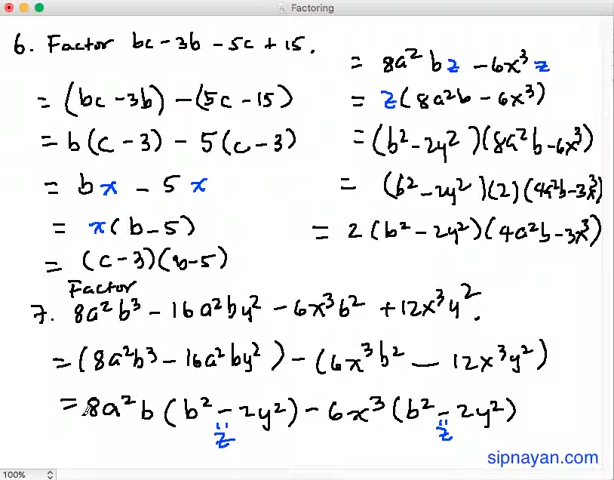 Factoring
6. Factor bc - 3b - 5c + 15.
= (bc - 3b) - (5c - 15)
= b(c - 3) - 5(c - 3)
= bx - 5x
= x(b - 5)
= (c - 3)(b - 5)
Factor
7. 8a²b³ - 16a²by² - 6x³b² + 12x³y².
= (8a²b³ - 16a²by²) - (6x³b² - 12x³y²)
= 8a²b(b² - 2y²) - 6x³(b² - 2y²)
z z
= 8a²bz - 6x³z
= z(8a²b - 6x³)
= (b² - 2y²)(8a²b - 6x³)
= (b² - 2y²)(2)(4a²b - 3x³)
= 2(b² - 2y²)(4a²b - 3x³)
sipnayan.com
100%